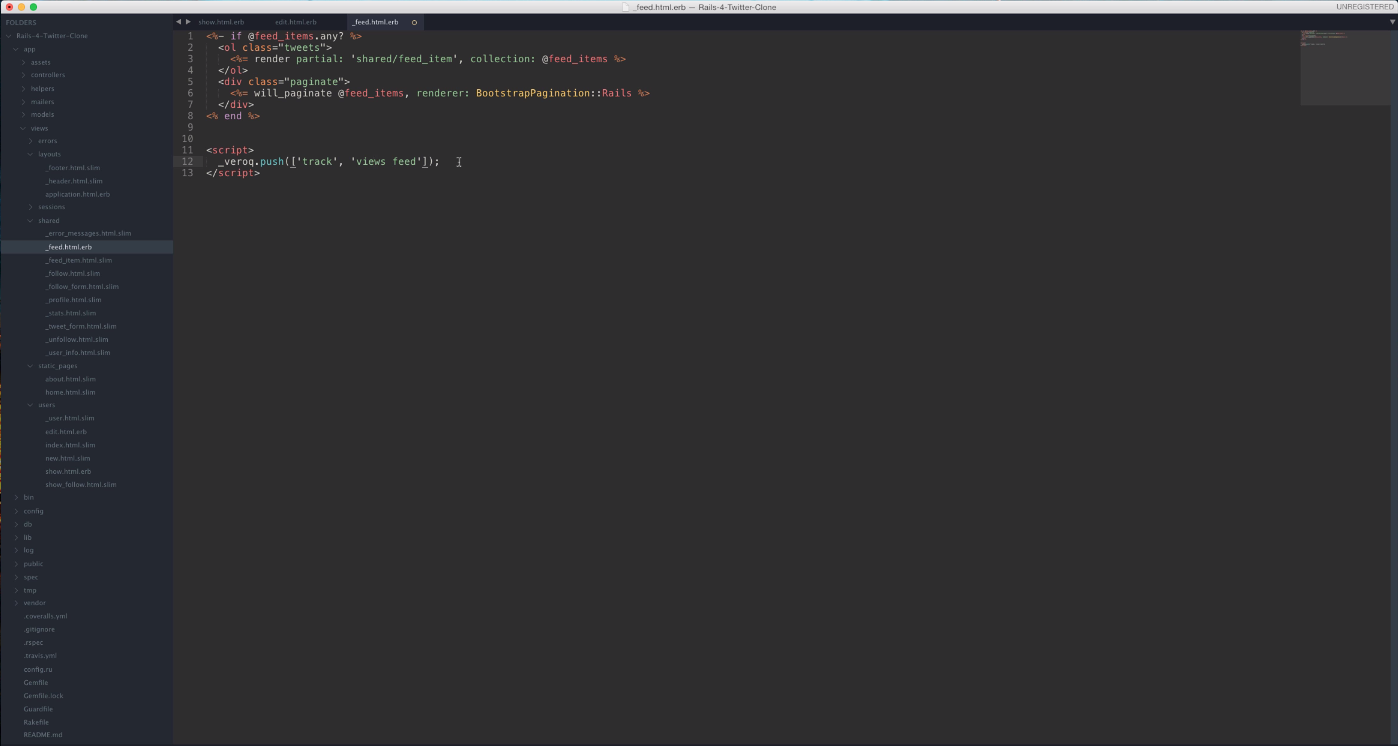 _feed.html.erb — Rails-4-Twitter-Clone
UNREGISTERED
FOLDERS
Rails-4-Twitter-Clone
app
assets
controllers
helpers
mailers
models
views
errors
layouts
_footer.html.slim
_header.html.slim
application.html.erb
sessions
shared
_error_messages.html.slim
_feed.html.erb
_feed_item.html.slim
_follow.html.slim
_follow_form.html.slim
_profile.html.slim
_stats.html.slim
_tweet_form.html.slim
_unfollow.html.slim
_user_info.html.slim
static_pages
about.html.slim
home.html.slim
users
_user.html.slim
edit.html.erb
index.html.slim
new.html.slim
show.html.erb
show_follow.html.slim
bin
config
db
lib
log
public
spec
tmp
vendor
.coveralls.yml
.gitignore
.rspec
.travis.yml
config.ru
Gemfile
Gemfile.lock
Guardfile
Rakefile
README.md
show.html.erb edit.html.erb _feed.html.erb
1 <%- if @feed_items.any? %>
2 <ol class="tweets">
3 <%= render partial: 'shared/feed_item', collection: @feed_items %>
4 </ol>
5 <div class="paginate">
6 <%= will_paginate @feed_items, renderer: BootstrapPagination::Rails %>
7 </div>
8 <% end %>
9
10
11 <script>
12 _veroq.push(['track', 'views feed']);
13 </script>